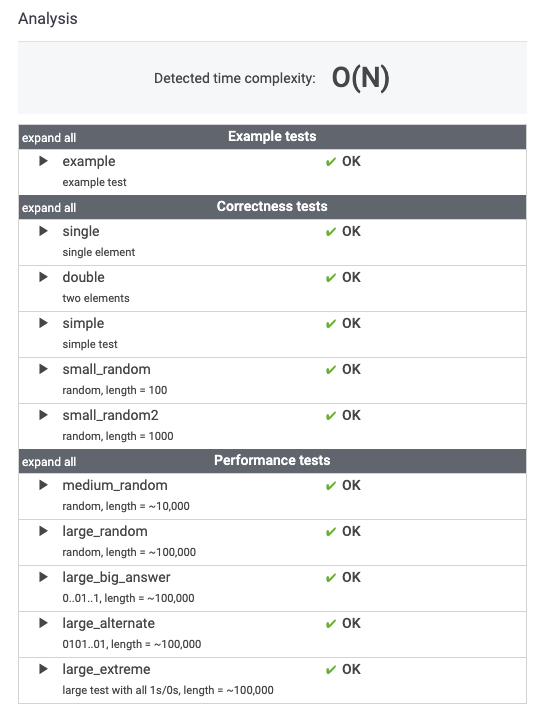 Analysis
Detected time complexity: O(N)
expand all Example tests
example ✔ OK
example test
expand all Correctness tests
single ✔ OK
single element
double ✔ OK
two elements
simple ✔ OK
simple test
small_random ✔ OK
random, length = 100
small_random2 ✔ OK
random, length = 1000
expand all Performance tests
medium_random ✔ OK
random, length = ~10,000
large_random ✔ OK
random, length = ~100,000
large_big_answer ✔ OK
0..01..1, length = ~100,000
large_alternate ✔ OK
0101..01, length = ~100,000
large_extreme ✔ OK
large test with all 1s/0s, length = ~100,000